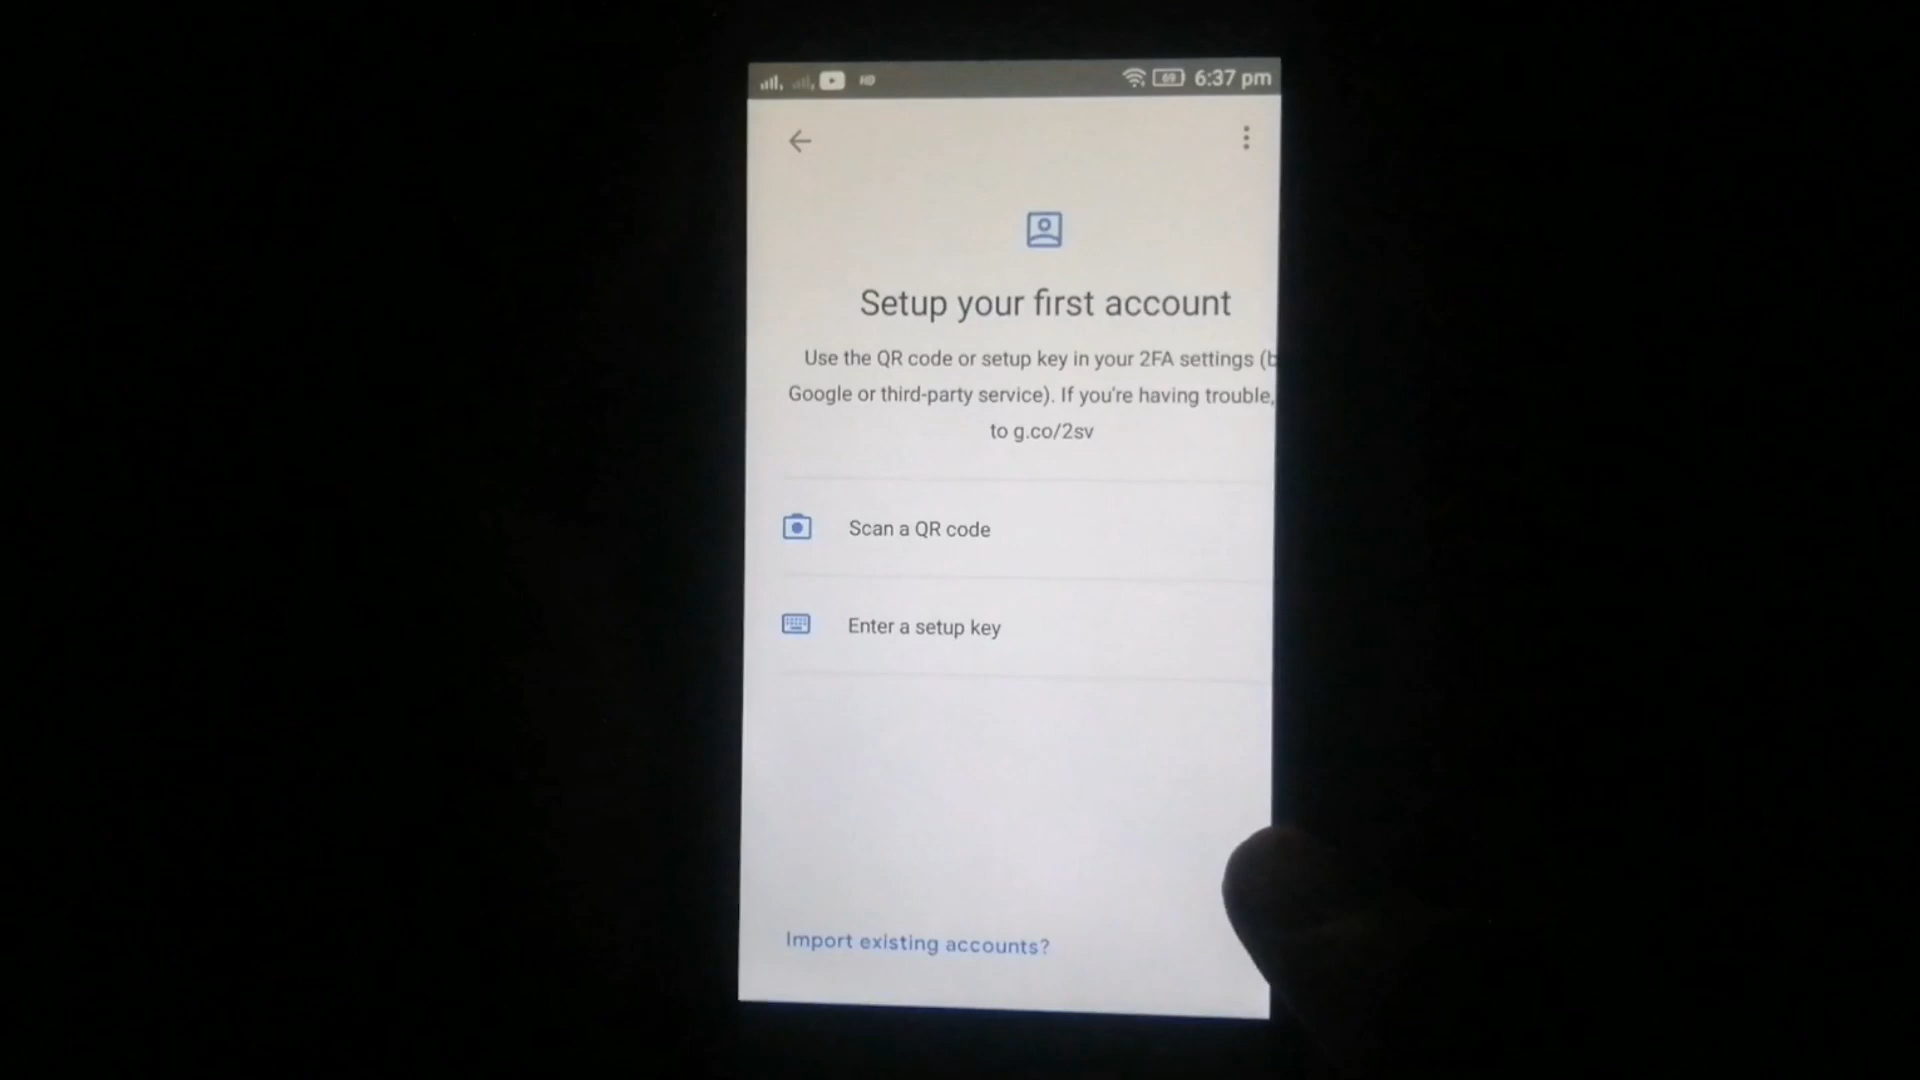 HD 69 6:37 pm
Setup your first account
Use the QR code or setup key in your 2FA settings (b
Google or third-party service). If you're having trouble,
to g.co/2sv
Scan a QR code
Enter a setup key
Import existing accounts?